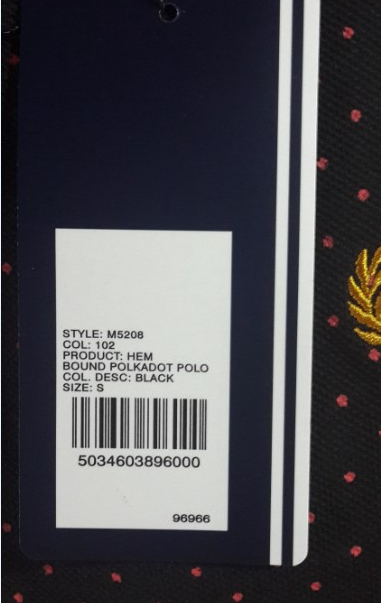 STYLE: M5208
COL: 102
PRODUCT: HEM
BOUND POLKADOT POLO
COL. DESC: BLACK
SIZE: S
5034603896000
96966